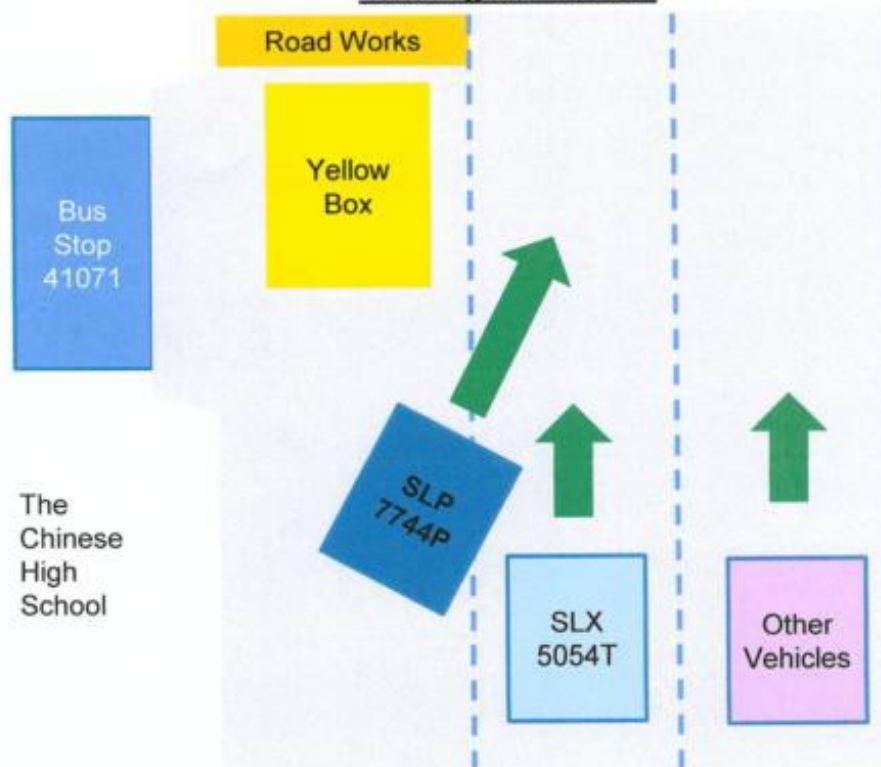 Road Works
Yellow
Box
Bus
Stop
41071
SLP
7744P
The
Chinese
High
School
SLX
5054T
Other
Vehicles